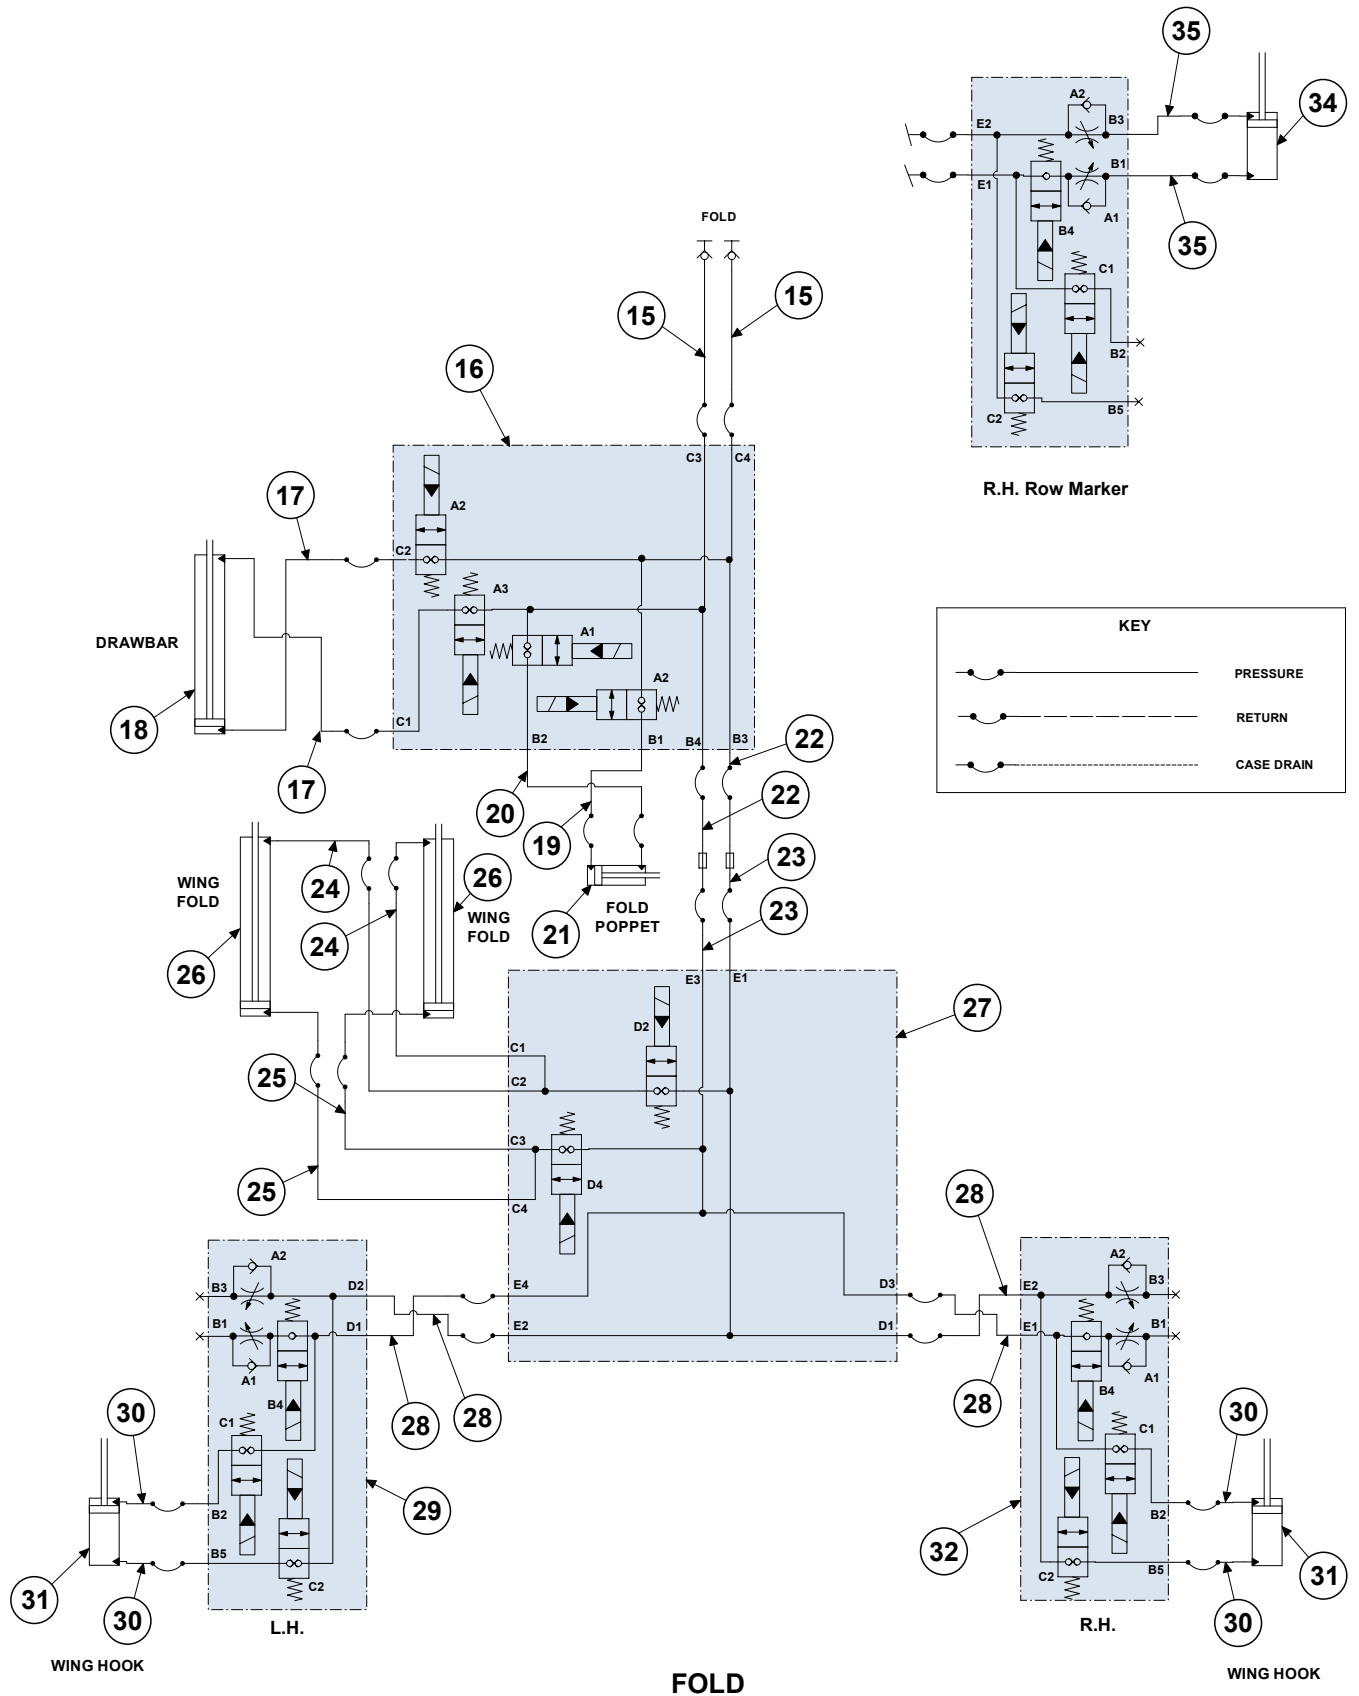 35
34
A2
E2
B3
B1
E1
A1
B4
C1
B2
B5
C2
35
R.H. Row Marker
FOLD
15
15
16
C3
C4
17
A2
C2
A3
A1
A2
DRAWBAR
18
C1
17
B2
B1
B4
B3
22
20
19
22
KEY
PRESSURE
RETURN
CASE DRAIN
WING
FOLD
24
26
WING
FOLD
24
26
21
FOLD
POPPET
23
23
E3
E1
27
D2
C1
C2
25
C3
D4
25
C4
28
A2
B3
D2
E4
D3
E2
A2
B3
B1
D1
E2
D1
E1
B1
A1
B4
28
28
28
B4
A1
30
C1
C1
30
B2
29
32
B2
B5
C2
C2
B5
31
30
30
31
L.H.
R.H.
WING HOOK
WING HOOK
FOLD